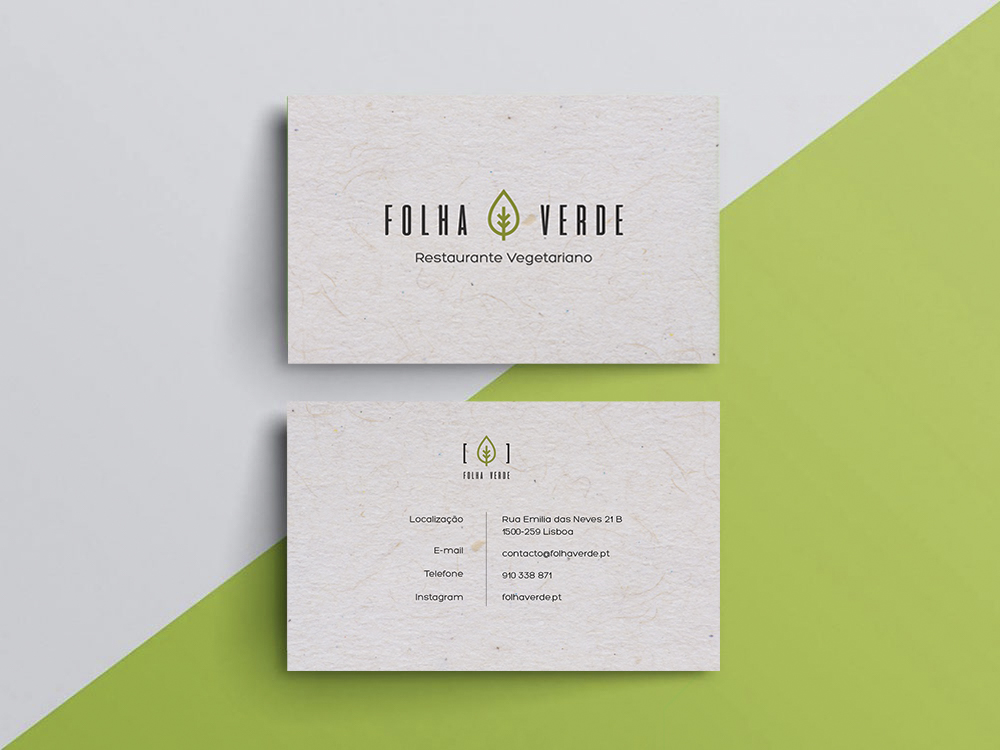 FOLHA VERDE
Restaurante Vegetariano
[ ]
FOLHA VERDE
Localização Rua Emilia das Neves 21 B
1500-259 Lisboa
E-mail contacto@folhaverde.pt
Telefone 910 338 871
Instagram folhaverde.pt